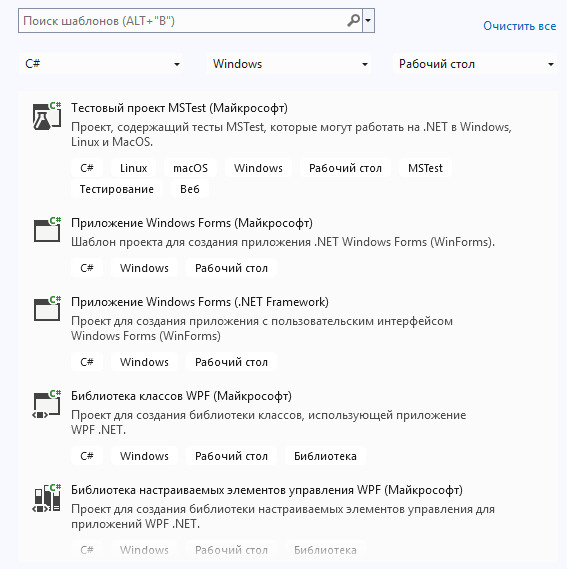 Поиск шаблонов (ALT+"B")
Очистить все
C# Windows Рабочий стол
C#
Тестовый проект MSTest (Майкрософт)
Проект, содержащий тесты MSTest, которые могут работать на .NET в Windows,
Linux и MacOS.
C# Linux macOS Windows Рабочий стол MSTest
Тестирование Веб
C#
Приложение Windows Forms (Майкрософт)
Шаблон проекта для создания приложения .NET Windows Forms (WinForms).
C# Windows Рабочий стол
C#
Приложение Windows Forms (.NET Framework)
Проект для создания приложения с пользовательским интерфейсом
Windows Forms (WinForms)
C# Windows Рабочий стол
C#
Библиотека классов WPF (Майкрософт)
Проект для создания библиотеки классов, использующей приложение
WPF .NET.
C# Windows Рабочий стол Библиотека
C#
Библиотека настраиваемых элементов управления WPF (Майкрософт)
Проект для создания библиотеки настраиваемых элементов управления для
приложений WPF .NET.
C# Windows Рабочий стол Библиотека